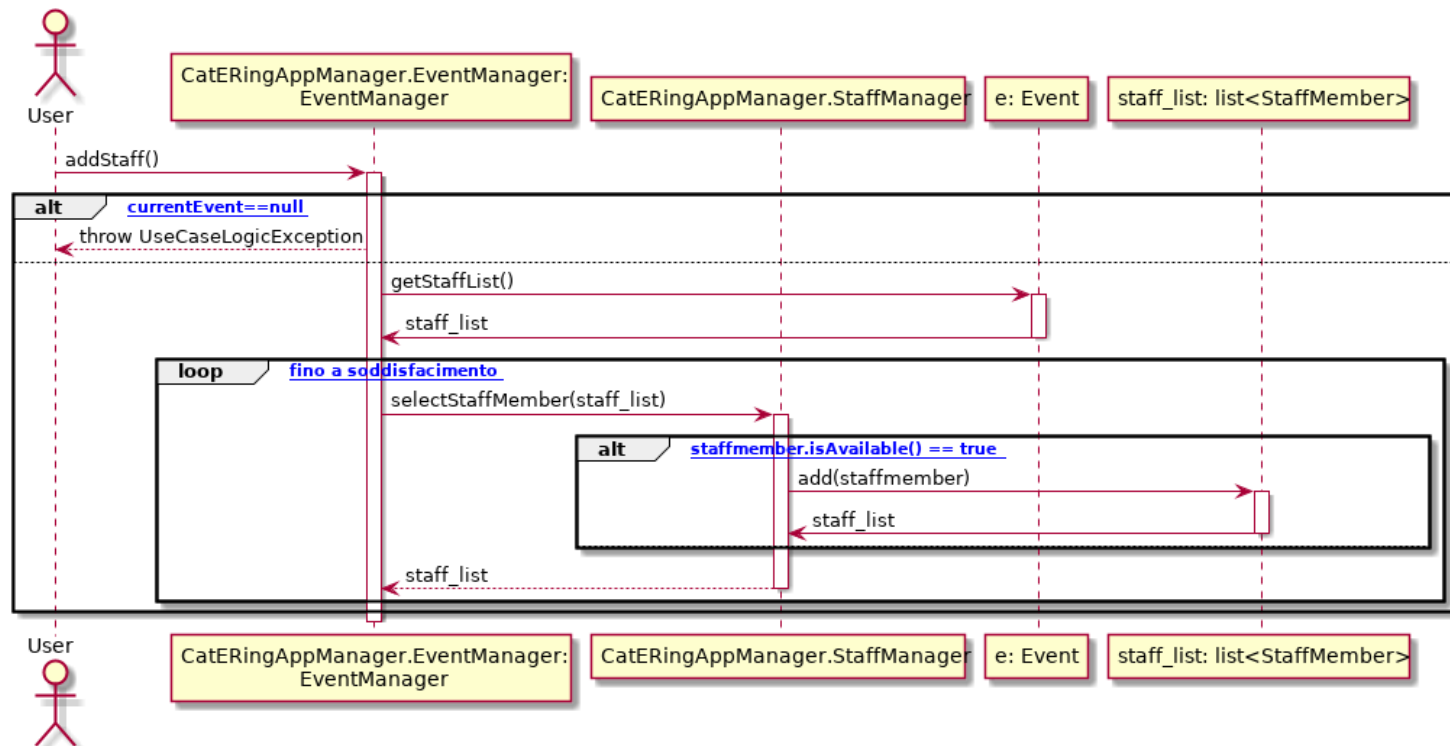 User
CatERingAppManager.EventManager:
EventManager
CatERingAppManager.StaffManager
e: Event
staff_list: list<StaffMember>
addStaff()
alt
currentEvent==null
throw UseCaseLogicException
getStaffList()
staff_list
loop
fino a soddisfacimento
selectStaffMember(staff_list)
alt
staffmember.isAvailable() == true
add(staffmember)
staff_list
staff_list
User
CatERingAppManager.EventManager:
EventManager
CatERingAppManager.StaffManager
e: Event
staff_list: list<StaffMember>